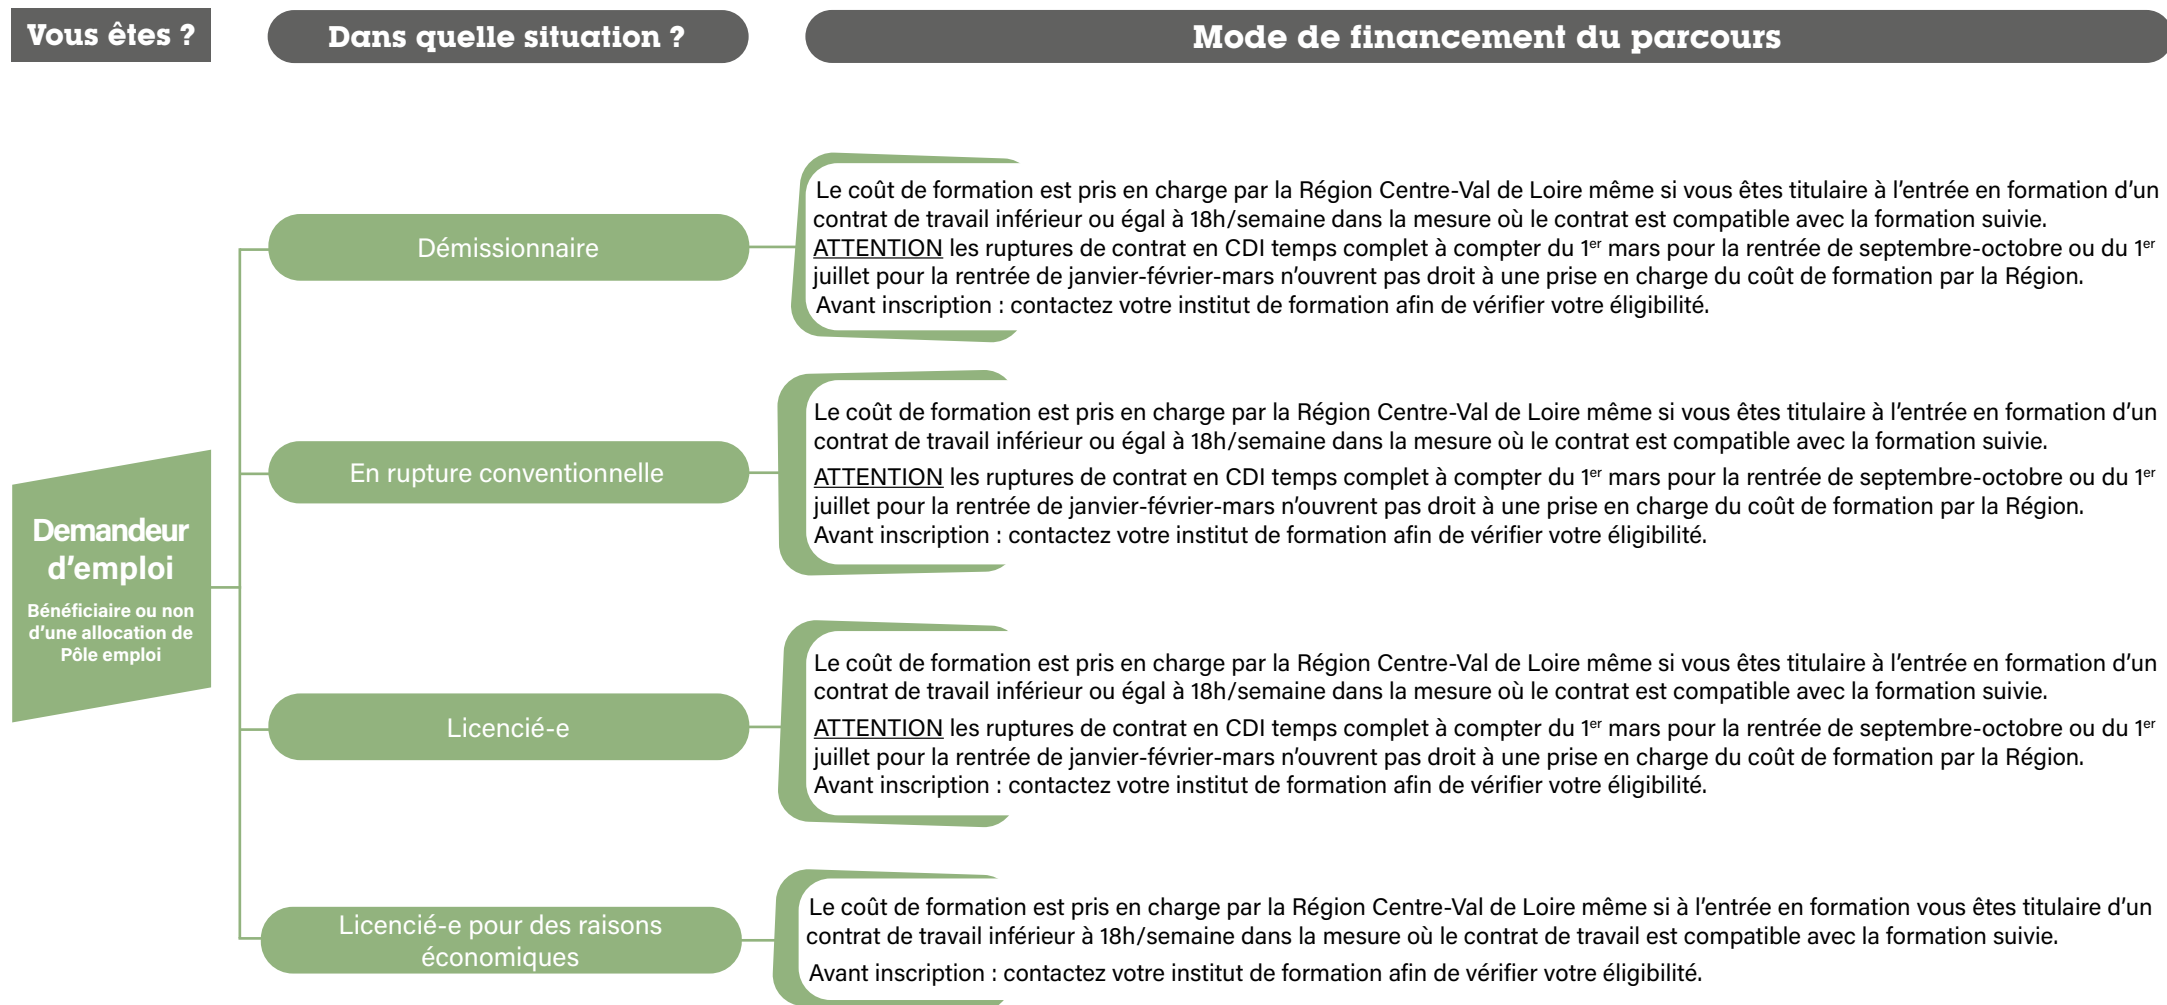 Vous êtes ?
Dans quelle situation ?
Mode de financement du parcours
Demandeur
d'emploi
Bénéficiaire ou non
d'une allocation de
Pôle emploi
Démissionnaire
Le coût de formation est pris en charge par la Région Centre-Val de Loire même si vous êtes titulaire à l'entrée en formation d'un
contrat de travail inférieur ou égal à 18h/semaine dans la mesure où le contrat est compatible avec la formation suivie.
ATTENTION les ruptures de contrat en CDI temps complet à compter du 1er mars pour la rentrée de septembre-octobre ou du 1er
juillet pour la rentrée de janvier-février-mars n'ouvrent pas droit à une prise en charge du coût de formation par la Région.
Avant inscription : contactez votre institut de formation afin de vérifier votre éligibilité.
En rupture conventionnelle
Le coût de formation est pris en charge par la Région Centre-Val de Loire même si vous êtes titulaire à l'entrée en formation d'un
contrat de travail inférieur ou égal à 18h/semaine dans la mesure où le contrat est compatible avec la formation suivie.
ATTENTION les ruptures de contrat en CDI temps complet à compter du 1er mars pour la rentrée de septembre-octobre ou du 1er
juillet pour la rentrée de janvier-février-mars n'ouvrent pas droit à une prise en charge du coût de formation par la Région.
Avant inscription : contactez votre institut de formation afin de vérifier votre éligibilité.
Licencié-e
Le coût de formation est pris en charge par la Région Centre-Val de Loire même si vous êtes titulaire à l'entrée en formation d'un
contrat de travail inférieur ou égal à 18h/semaine dans la mesure où le contrat est compatible avec la formation suivie.
ATTENTION les ruptures de contrat en CDI temps complet à compter du 1er mars pour la rentrée de septembre-octobre ou du 1er
juillet pour la rentrée de janvier-février-mars n'ouvrent pas droit à une prise en charge du coût de formation par la Région.
Avant inscription : contactez votre institut de formation afin de vérifier votre éligibilité.
Licencié-e pour des raisons
économiques
Le coût de formation est pris en charge par la Région Centre-Val de Loire même si à l'entrée en formation vous êtes titulaire d'un
contrat de travail inférieur à 18h/semaine dans la mesure où le contrat de travail est compatible avec la formation suivie.
Avant inscription : contactez votre institut de formation afin de vérifier votre éligibilité.